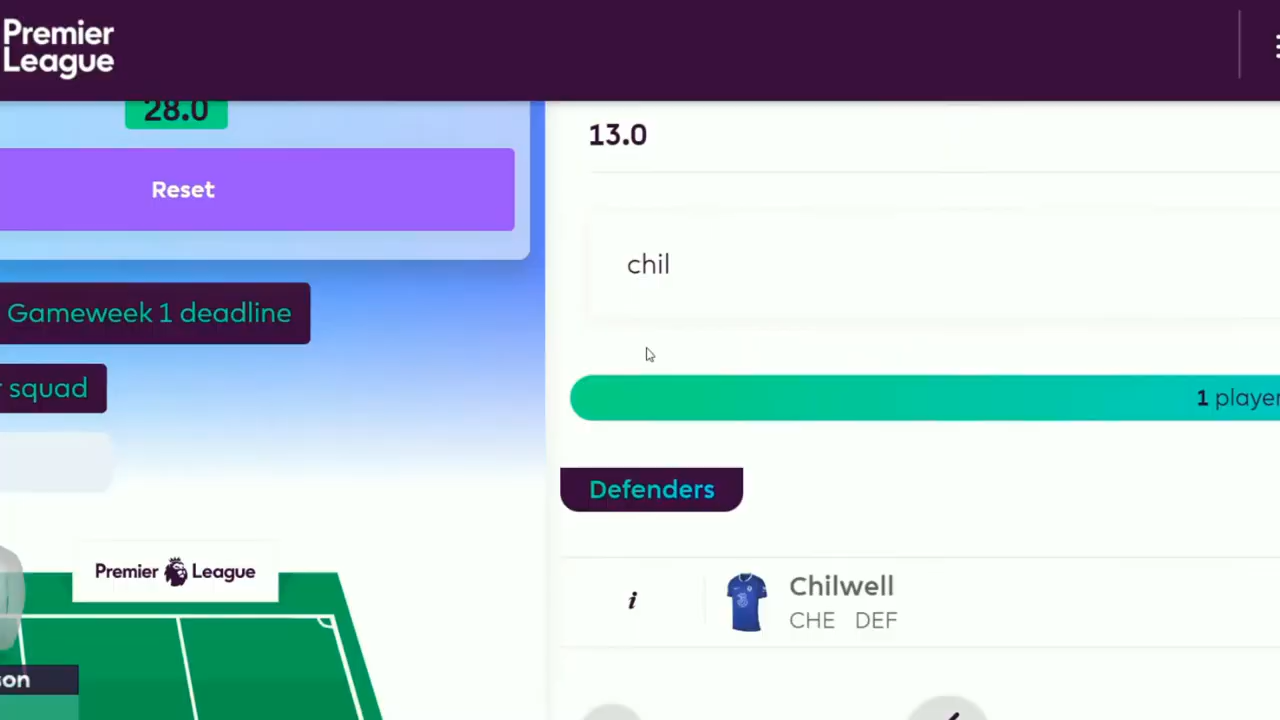 Premier
League
28.0
13.0
Reset
chil
Gameweek 1 deadline
squad
1 player
Defenders
Premier League
i
Chilwell
CHE DEF
son